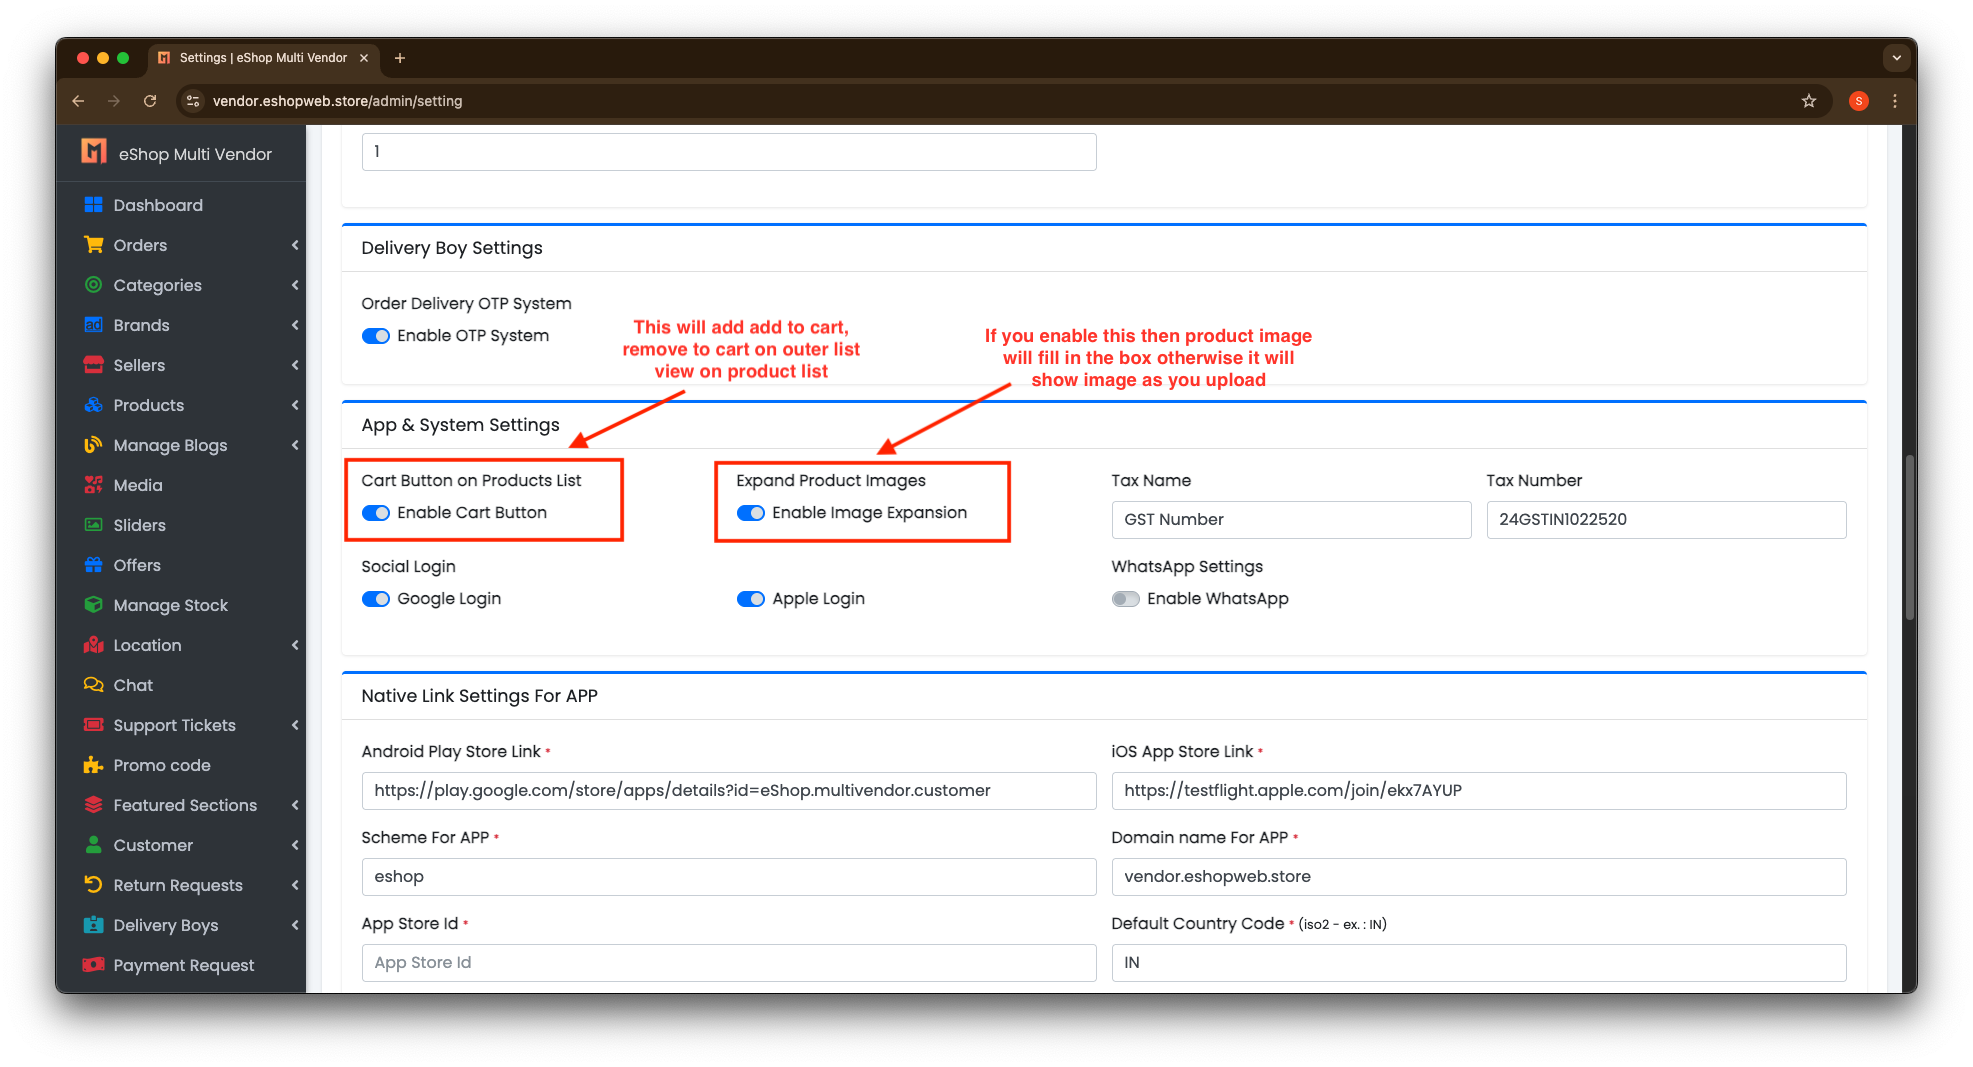 Settings | eShop Multi Vendor
vendor.eshopweb.store/admin/setting
S
eShop Multi Vendor
Dashboard
Orders
Categories
ad
Brands
Sellers
Products
Manage Blogs
Media
Sliders
Offers
Manage Stock
Location
Chat
Support Tickets
Promo code
Featured Sections
Customer
Return Requests
Delivery Boys
Payment Request
1
Delivery Boy Settings
Order Delivery OTP System
Enable OTP System
This will add add to cart,
remove to cart on outer list
view on product list
If you enable this then product image
will fill in the box otherwise it will
show image as you upload
App & System Settings
Cart Button on Products List
Enable Cart Button
Expand Product Images
Enable Image Expansion
Tax Name
GST Number
Tax Number
24GSTIN1022520
Social Login
Google Login
Apple Login
WhatsApp Settings
Enable WhatsApp
Native Link Settings For APP
Android Play Store Link *
https://play.google.com/store/apps/details?id=eShop.multivendor.customer
iOS App Store Link *
https://testflight.apple.com/join/ekx7AYUP
Scheme For APP *
eshop
Domain name For APP *
vendor.eshopweb.store
App Store Id *
App Store Id
Default Country Code * (iso2 - ex. : IN)
IN